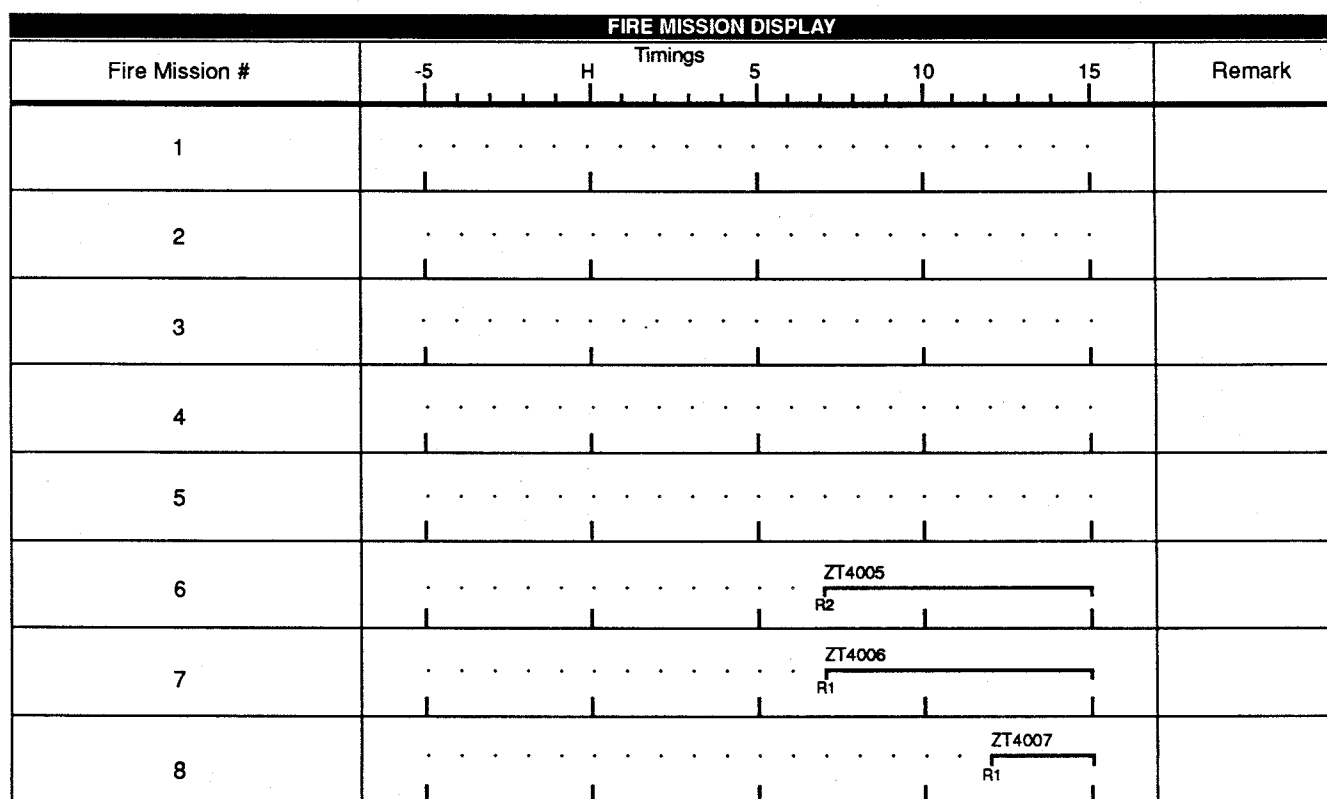 FIRE MISSION DISPLAY
Fire Mission # Timings Remark
-5 H 5 10 15
1
2
3
4
5
6 ZT4005
R2
7 ZT4006
R1
8 ZT4007
R1